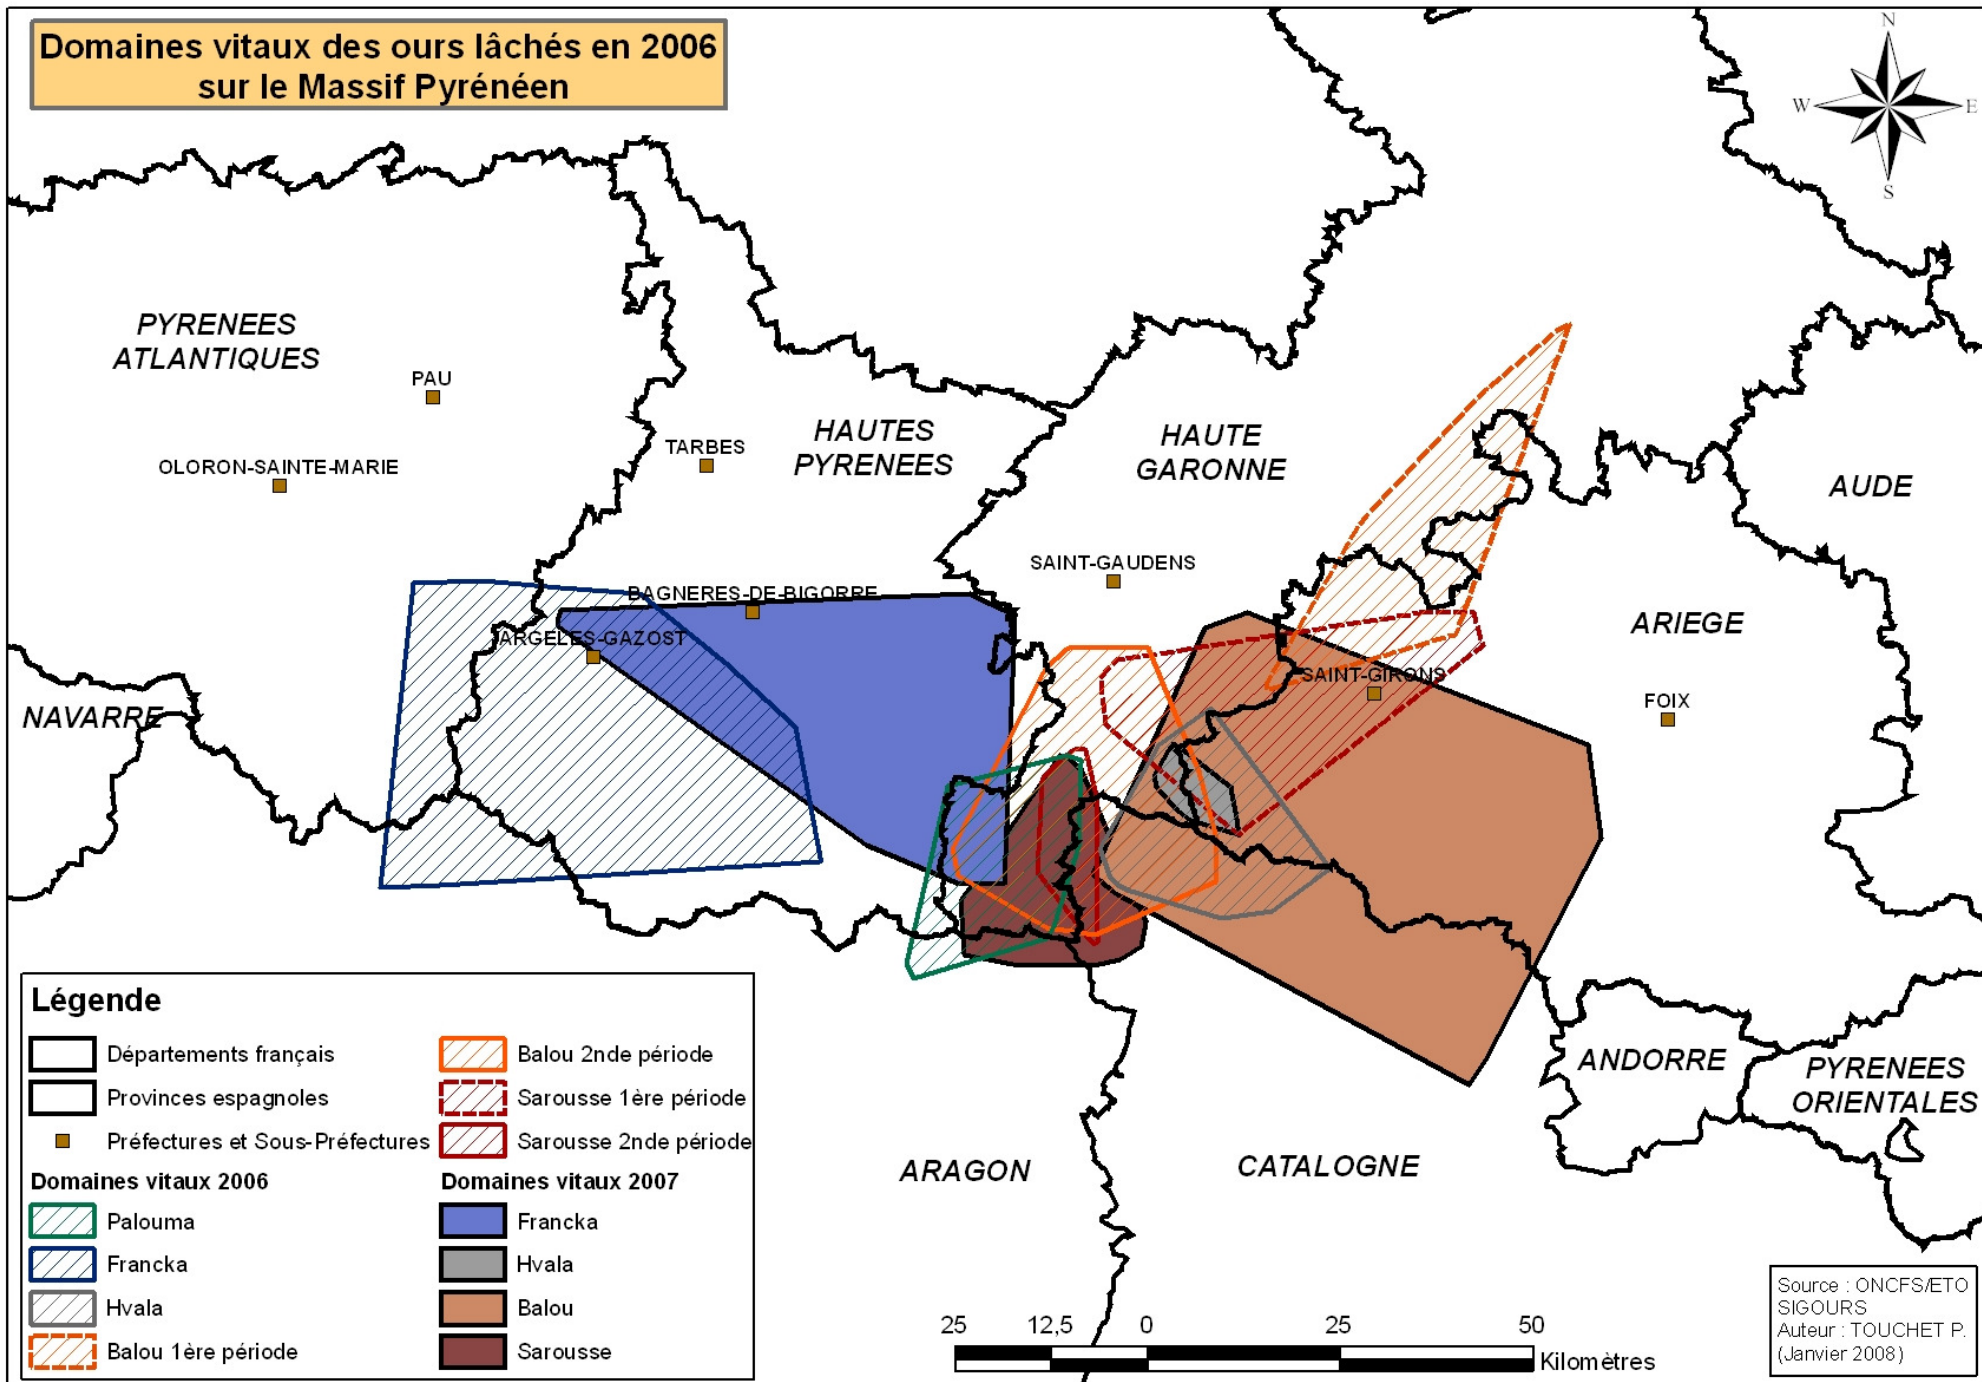 Domaines vitaux des ours lâchés en 2006
sur le Massif Pyrénéen
N
W
E
S
PYRENEES
ATLANTIQUES
PAU
OLORON-SAINTE-MARIE
TARBES
HAUTES
PYRENEES
HAUTE
GARONNE
AUDE
SAINT-GAUDENS
BAGNERES-DE-BIGORRE
ARGELES-GAZOST
ARIEGE
SAINT-GIRONS
FOIX
NAVARRE
ANDORRE
PYRENEES
ORIENTALES
ARAGON
CATALOGNE
Légende
Départements français
Provinces espagnoles
Préfectures et Sous-Préfectures
Domaines vitaux 2006
Palouma
Francka
Hvala
Balou 1ère période
Balou 2nde période
Sarousse 1ère période
Sarousse 2nde période
Domaines vitaux 2007
Francka
Hvala
Balou
Sarousse
25 12,5 0 25 50
Kilomètres
Source : ONCFS/ETO
SIGOURS
Auteur : TOUCHET P.
(Janvier 2008)